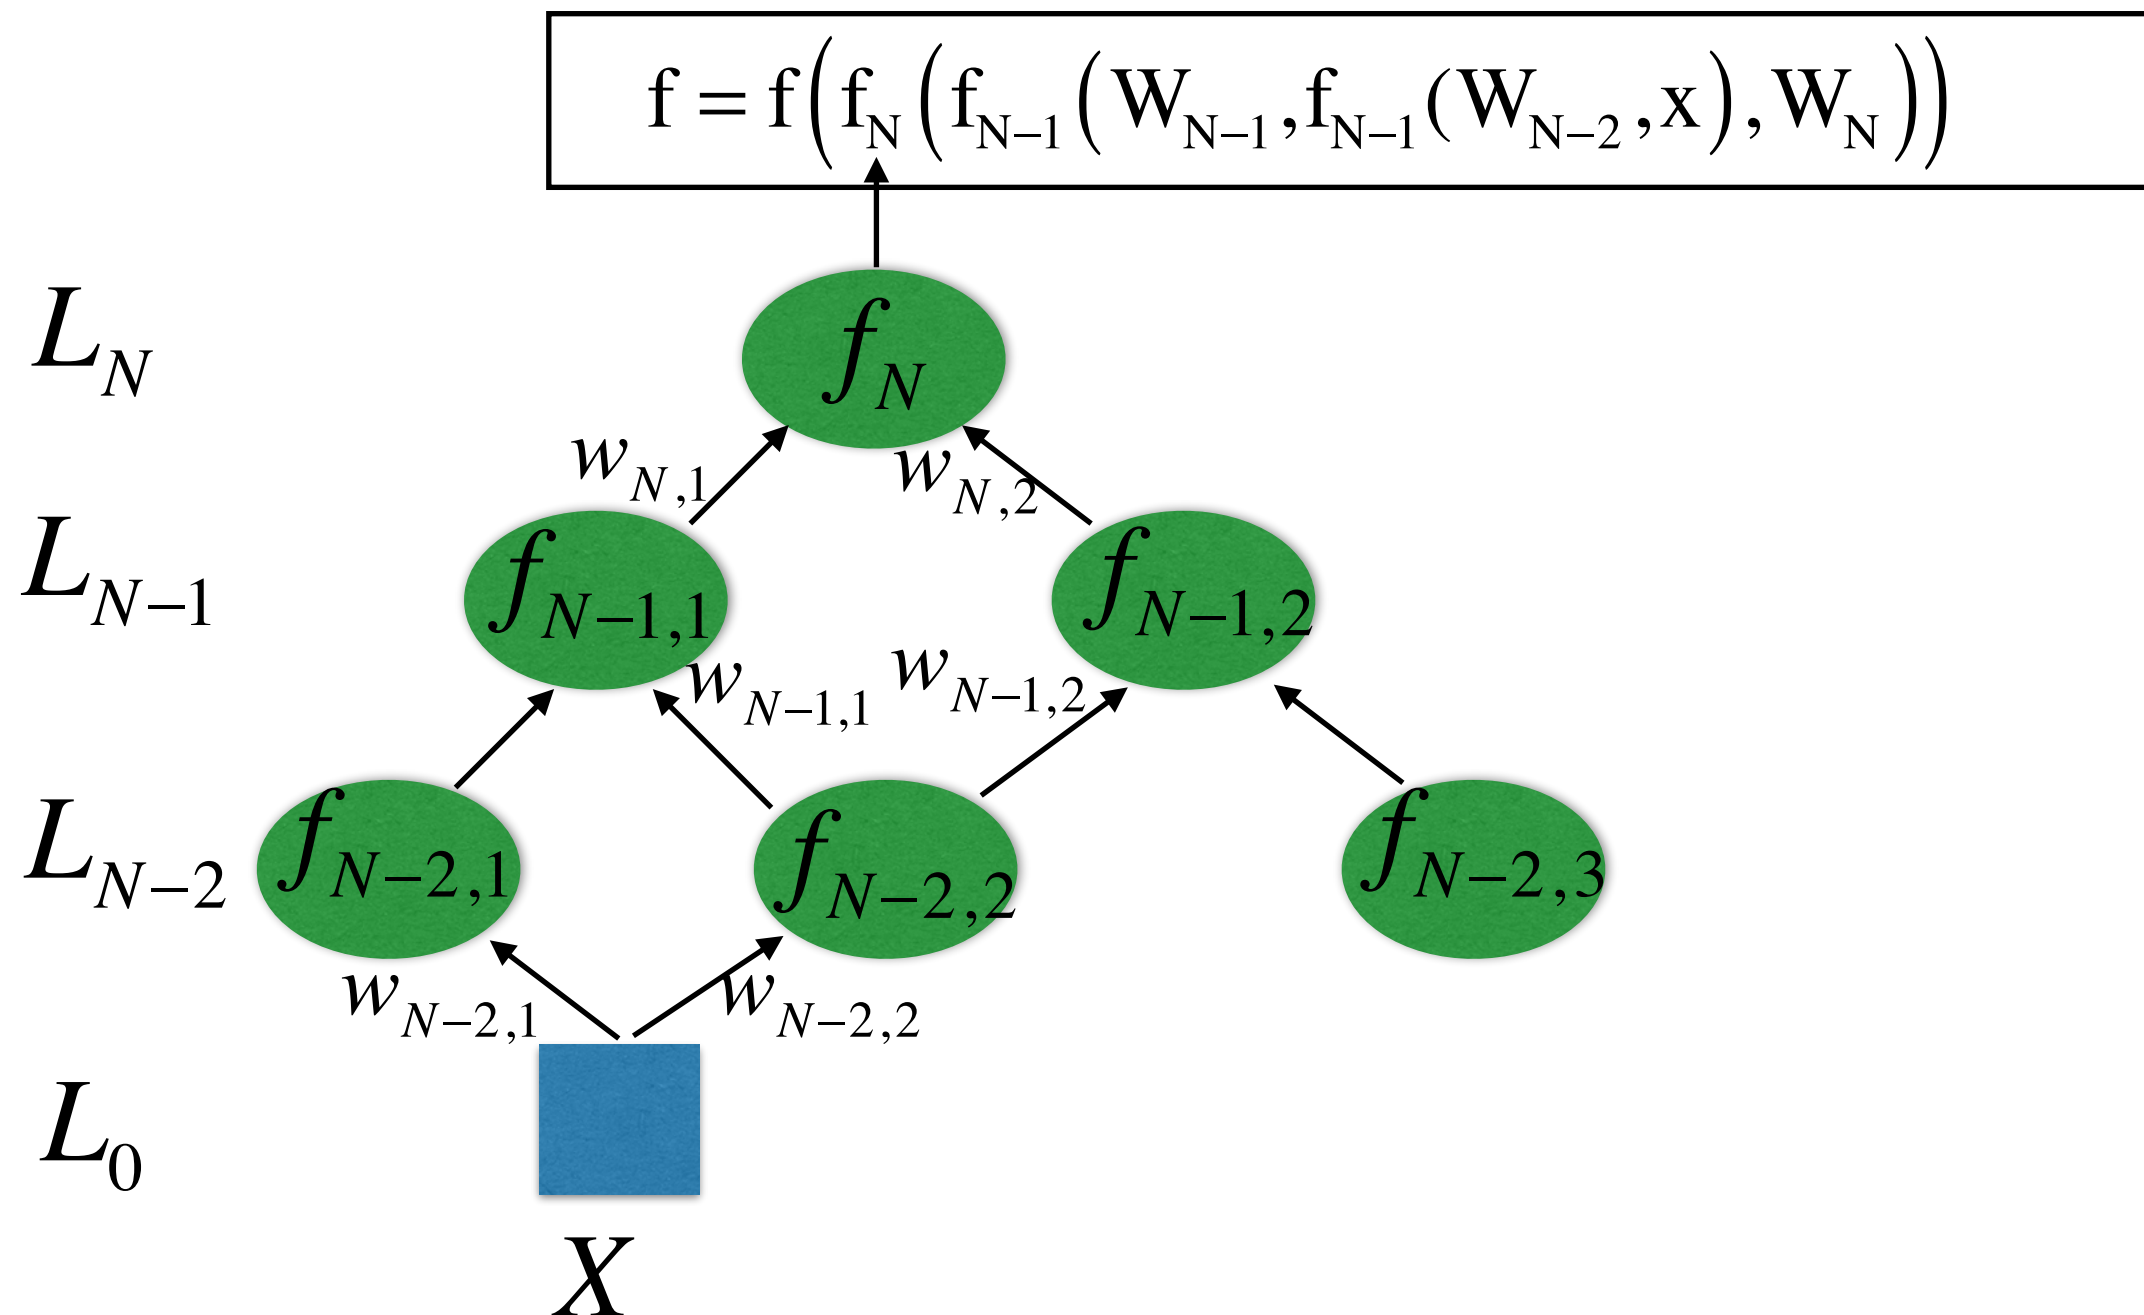 f = f(f_N(f_{N−1}(W_{N−1},f_{N−1}(W_{N−2},x),W_N))
L_N
f_N
w_{N,1} w_{N,2}
L_{N−1}
f_{N−1,1} f_{N−1,2}
w_{N−1,1} w_{N−1,2}
L_{N−2}
f_{N−2,1} f_{N−2,2} f_{N−2,3}
w_{N−2,1} w_{N−2,2}
L_0
X